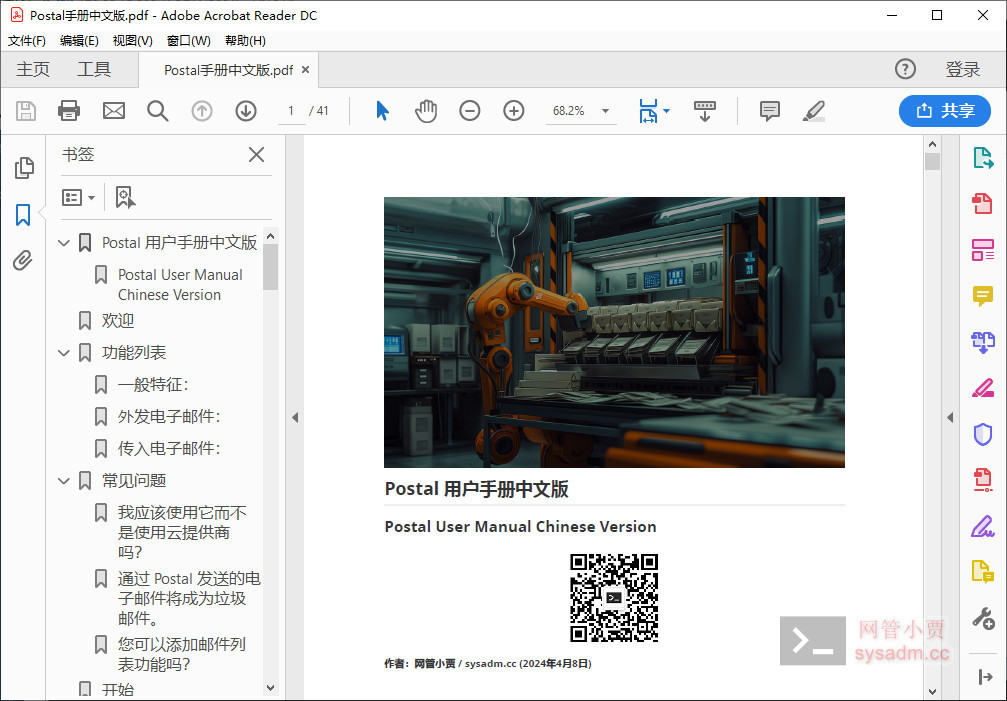 Postal手册中文版.pdf - Adobe Acrobat Reader DC
文件(F) 编辑(E) 视图(V) 窗口(W) 帮助(H)
主页 工具 Postal手册中文版.pdf × ? 登录
1 / 41 68.2% 共享
书签
Postal 用户手册中文版
Postal User Manual
Chinese Version
欢迎
功能列表
一般特征：
外发电子邮件：
传入电子邮件：
常见问题
我应该使用它而不
是使用云提供商
吗？
通过 Postal 发送的电
子邮件将成为垃圾
邮件。
您可以添加邮件列
表功能吗？
开始
Postal 用户手册中文版
Postal User Manual Chinese Version
作者：网管小贾 / sysadm.cc (2024年4月8日)
网管小贾
sysadm.cc